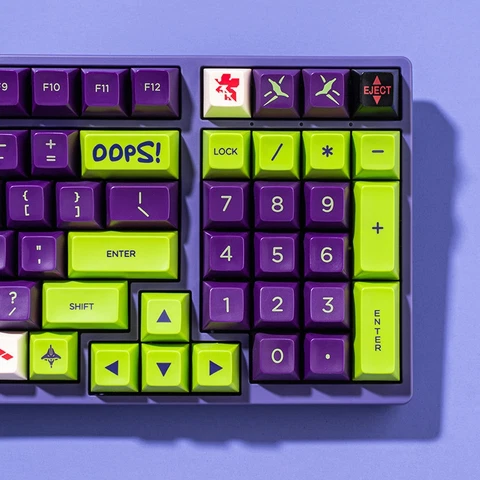 F9 F10 F11 F12 EJECT
+ = OOPS! LOCK / * -
{ [ } ] | \ 7 8 9 +
" ' ENTER 4 5 6
? / SHIFT 1 2 3 ENTER
0 .